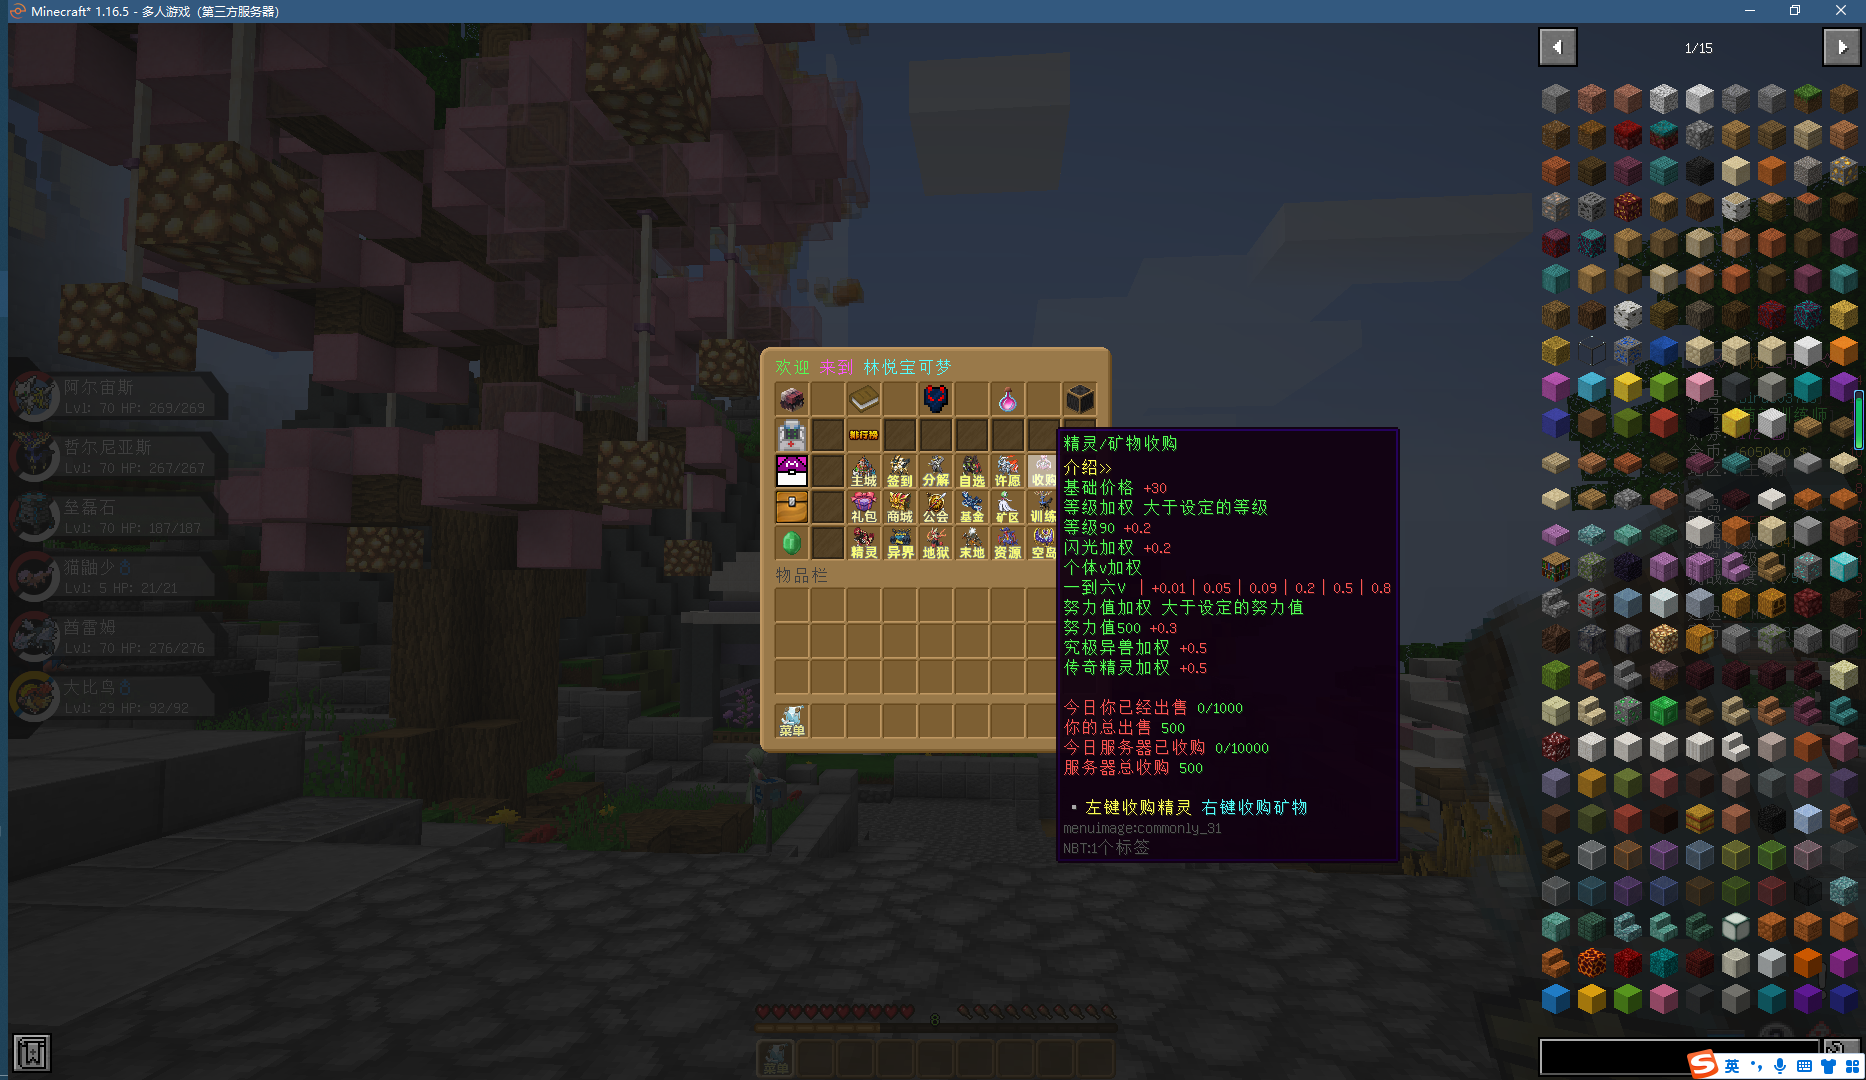 Minecraft* 1.16.5 - 多人游戏（第三方服务器）
1/15
阿尔宙斯
Lvl: 70 HP: 269/269
哲尔尼亚斯
Lvl: 70 HP: 267/267
垒磊石
Lvl: 70 HP: 187/187
猫鼬少
Lvl: 5 HP: 21/21
酋雷姆
Lvl: 70 HP: 276/276
大比鸟
Lvl: 29 HP: 92/92
欢迎 来到 林悦宝可梦
排行榜
主城 签到 分解 自选 许愿 收购
礼包 商城 公会 基金 矿区 训练
精灵 异界 地狱 末地 资源 空岛
物品栏
菜单
精灵/矿物收购
介绍>>
基础价格 +30
等级加权 大于设定的等级
等级90 +0.2
闪光加权 +0.2
个体v加权
一到六v | +0.01 | 0.05 | 0.09 | 0.2 | 0.5 | 0.8
努力值加权 大于设定的努力值
努力值500 +0.3
究极异兽加权 +0.5
传奇精灵加权 +0.5
今日你已经出售 0/1000
你的总出售 500
今日服务器已收购 0/10000
服务器总收购 500
▪ 左键收购精灵 右键收购矿物
menuimage:commonly_31
NBT:1个标签
8
菜单
英